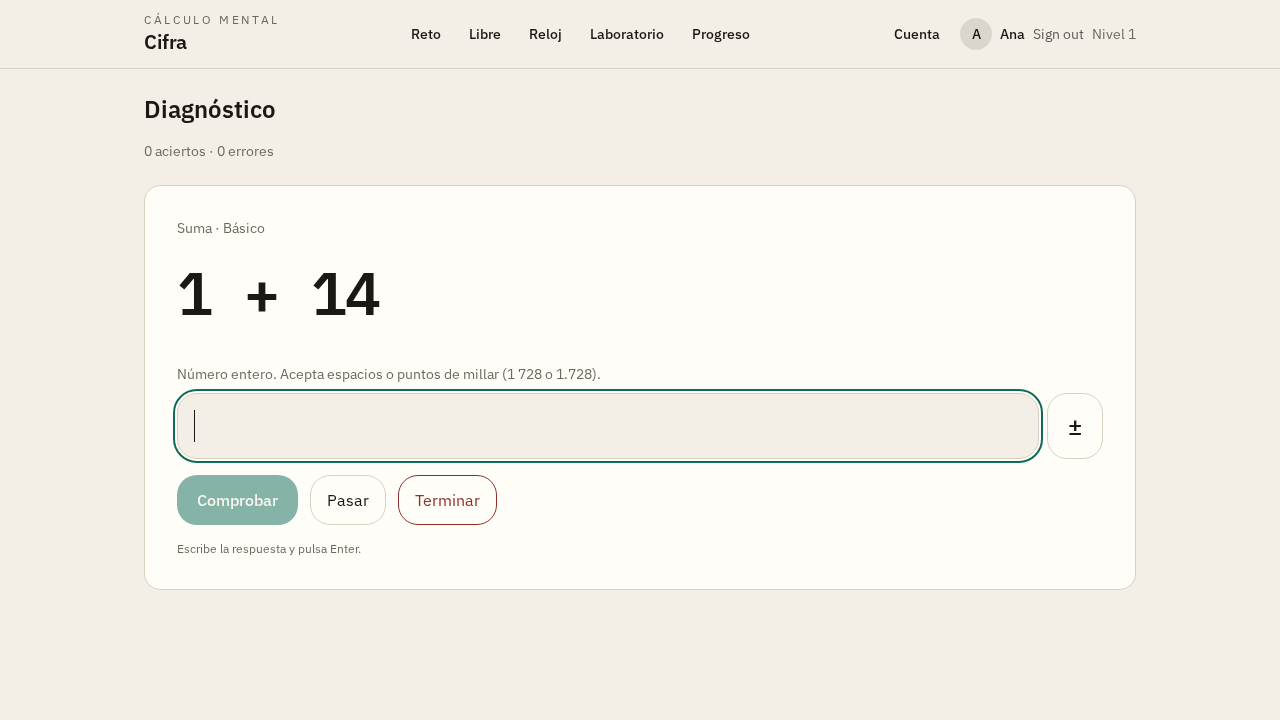 CÁLCULO MENTAL
Cifra
Reto Libre Reloj Laboratorio Progreso
Cuenta A Ana Sign out Nivel 1
Diagnóstico
0 aciertos · 0 errores
Suma · Básico
1 + 14
Número entero. Acepta espacios o puntos de millar (1 728 o 1.728).
±
Comprobar Pasar Terminar
Escribe la respuesta y pulsa Enter.